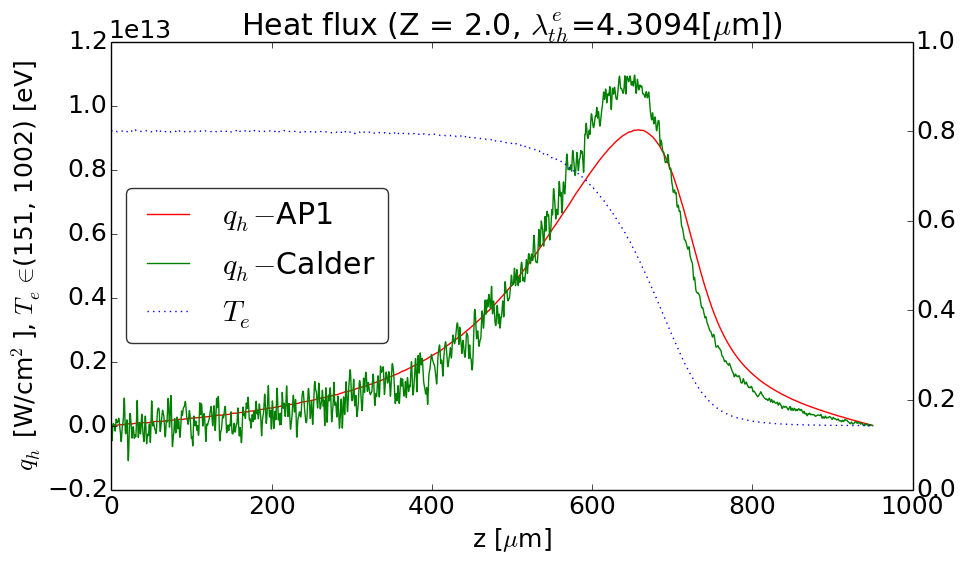 Heat flux (Z = 2.0, λ_th^e=4.3094[μm])
1e13
1.2
1.0
0.8
0.6
0.4
0.2
0.0
−0.2
q_h [W/cm²], T_e ∈(151, 1002) [eV]
q_h −AP1
q_h −Calder
T_e
1.0
0.8
0.6
0.4
0.2
0.0
0 200 400 600 800 1000
z [μm]